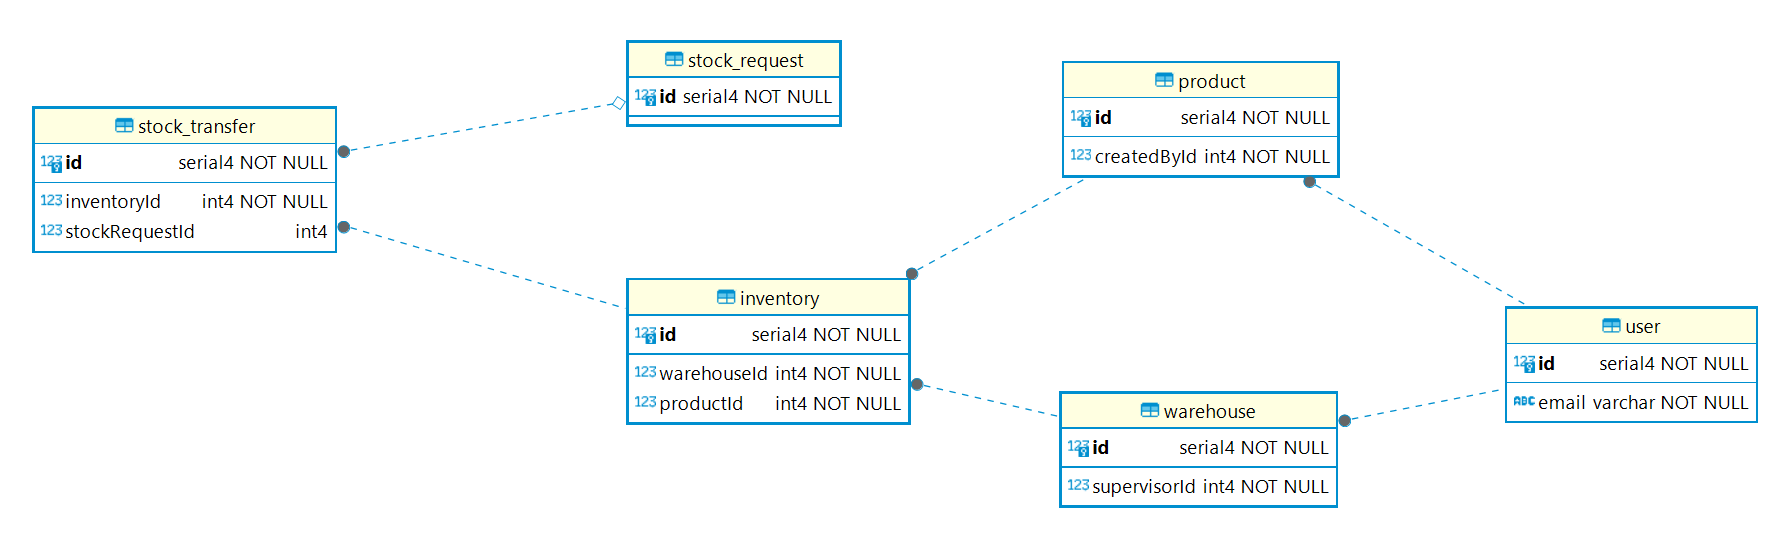 stock_transfer
123 id serial4 NOT NULL
123 inventoryId int4 NOT NULL
123 stockRequestId int4
stock_request
123 id serial4 NOT NULL
inventory
123 id serial4 NOT NULL
123 warehouseId int4 NOT NULL
123 productId int4 NOT NULL
product
123 id serial4 NOT NULL
123 createdById int4 NOT NULL
warehouse
123 id serial4 NOT NULL
123 supervisorId int4 NOT NULL
user
123 id serial4 NOT NULL
ABC email varchar NOT NULL